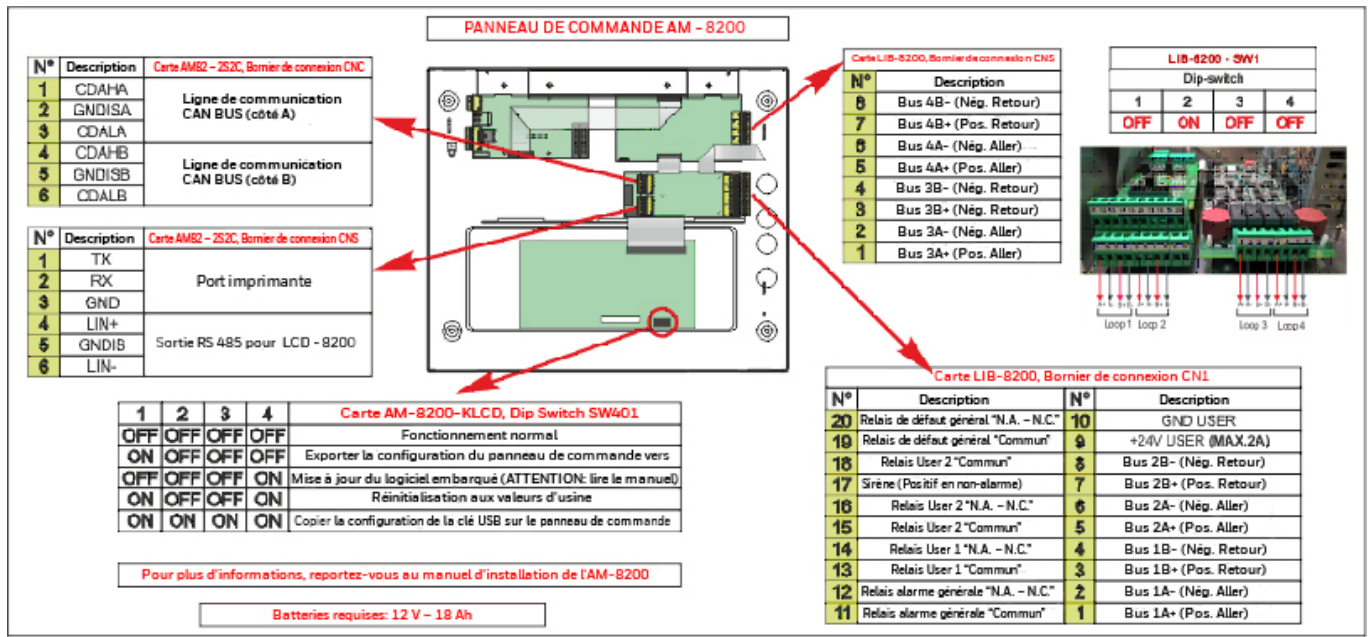 PANNEAU DE COMMANDE AM - 8200
N° Description Carte AMB2 - 2S2C, Bornier de connexion CNC
1 CDAHA Ligne de communication CAN BUS (côté A)
2 GNDISA
3 CDALA
4 CDAHB Ligne de communication CAN BUS (côté B)
5 GNDISB
6 CDALB
N° Description Carte AMB2 - 2S2C, Bornier de connexion CNS
1 TX Port imprimante
2 RX
3 GND
4 LIN+ Sortie RS 485 pour LCD - 8200
5 GNDIS
6 LIN-
Carte LIB-8200, Bornier de connexion CNS
N° Description
8 Bus 4B- (Nég. Retour)
7 Bus 4B+ (Pos. Retour)
6 Bus 4A- (Nég. Aller)
5 Bus 4A+ (Pos. Aller)
4 Bus 3B- (Nég. Retour)
3 Bus 3B+ (Nég. Retour)
2 Bus 3A- (Nég. Aller)
1 Bus 3A+ (Pos. Aller)
LIB-8200 - SW1
Dip-switch
1 2 3 4
OFF ON OFF OFF
Loop 1 Loop 2 Loop 3 Loop 4
1 2 3 4 Carte AM-8200-KLCD, Dip Switch SW401
OFF OFF OFF OFF Fonctionnement normal
ON OFF OFF OFF Exporter la configuration du panneau de commande vers
OFF OFF OFF ON Mise à jour du logiciel embarqué (ATTENTION: lire le manuel)
ON OFF OFF ON Réinitialisation aux valeurs d'usine
ON ON ON ON Copier la configuration de la clé USB sur le panneau de commande
Pour plus d'informations, reportez-vous au manuel d'installation de l'AM-8200
Batteries requises: 12 V - 18 Ah
Carte LIB-8200, Bornier de connexion CN1
N° Description N° Description
20 Relais de défaut général "N.A. - N.C." 10 GND USER
19 Relais de défaut général "Commun" 9 +24V USER (MAX.2A)
18 Relais User 2 "Commun" 8 Bus 2B- (Nég. Retour)
17 Sirène (Positif en non-alarme) 7 Bus 2B+ (Pos. Retour)
16 Relais User 2 "N.A. - N.C." 6 Bus 2A- (Nég. Aller)
15 Relais User 2 "Commun" 5 Bus 2A+ (Pos. Aller)
14 Relais User 1 "N.A. - N.C." 4 Bus 1B- (Nég. Retour)
13 Relais User 1 "Commun" 3 Bus 1B+ (Pos. Retour)
12 Relais alarme générale "N.A. - N.C." 2 Bus 1A- (Nég. Aller)
11 Relais alarme générale "Commun" 1 Bus 1A+ (Pos. Aller)